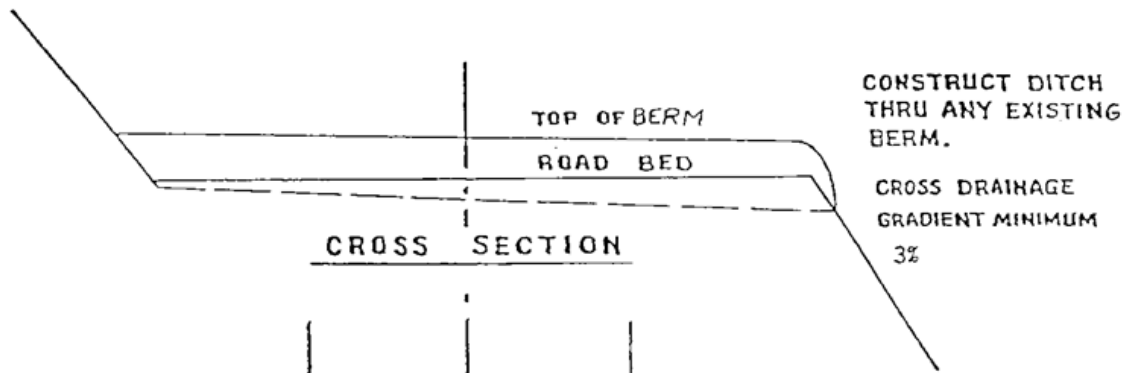 CONSTRUCT DITCH
THRU ANY EXISTING
BERM.
TOP OF BERM
ROAD BED
CROSS DRAINAGE
GRADIENT MINIMUM
3%
CROSS SECTION